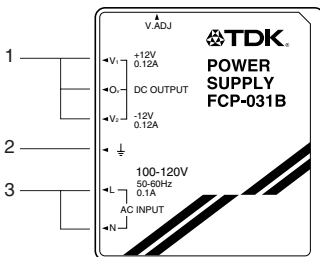 V.ADJ
TDK
POWER
SUPPLY
FCP-031B
1
V1
+12V
0.12A
Ov
DC OUTPUT
V2
-12V
0.12A
2
3
100-120V
50-60Hz
0.1A
L
AC INPUT
N